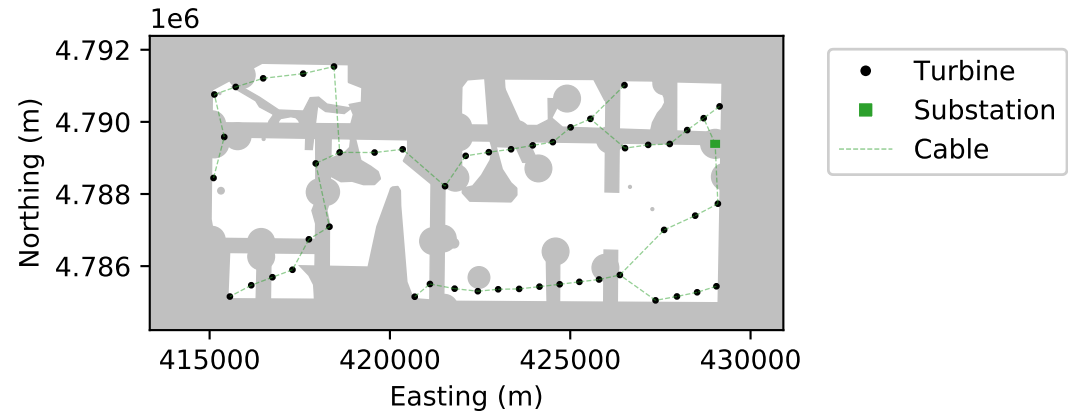 1e6
4.792
4.790
4.788
4.786
Northing (m)
415000 420000 425000 430000
Easting (m)
Turbine
Substation
Cable